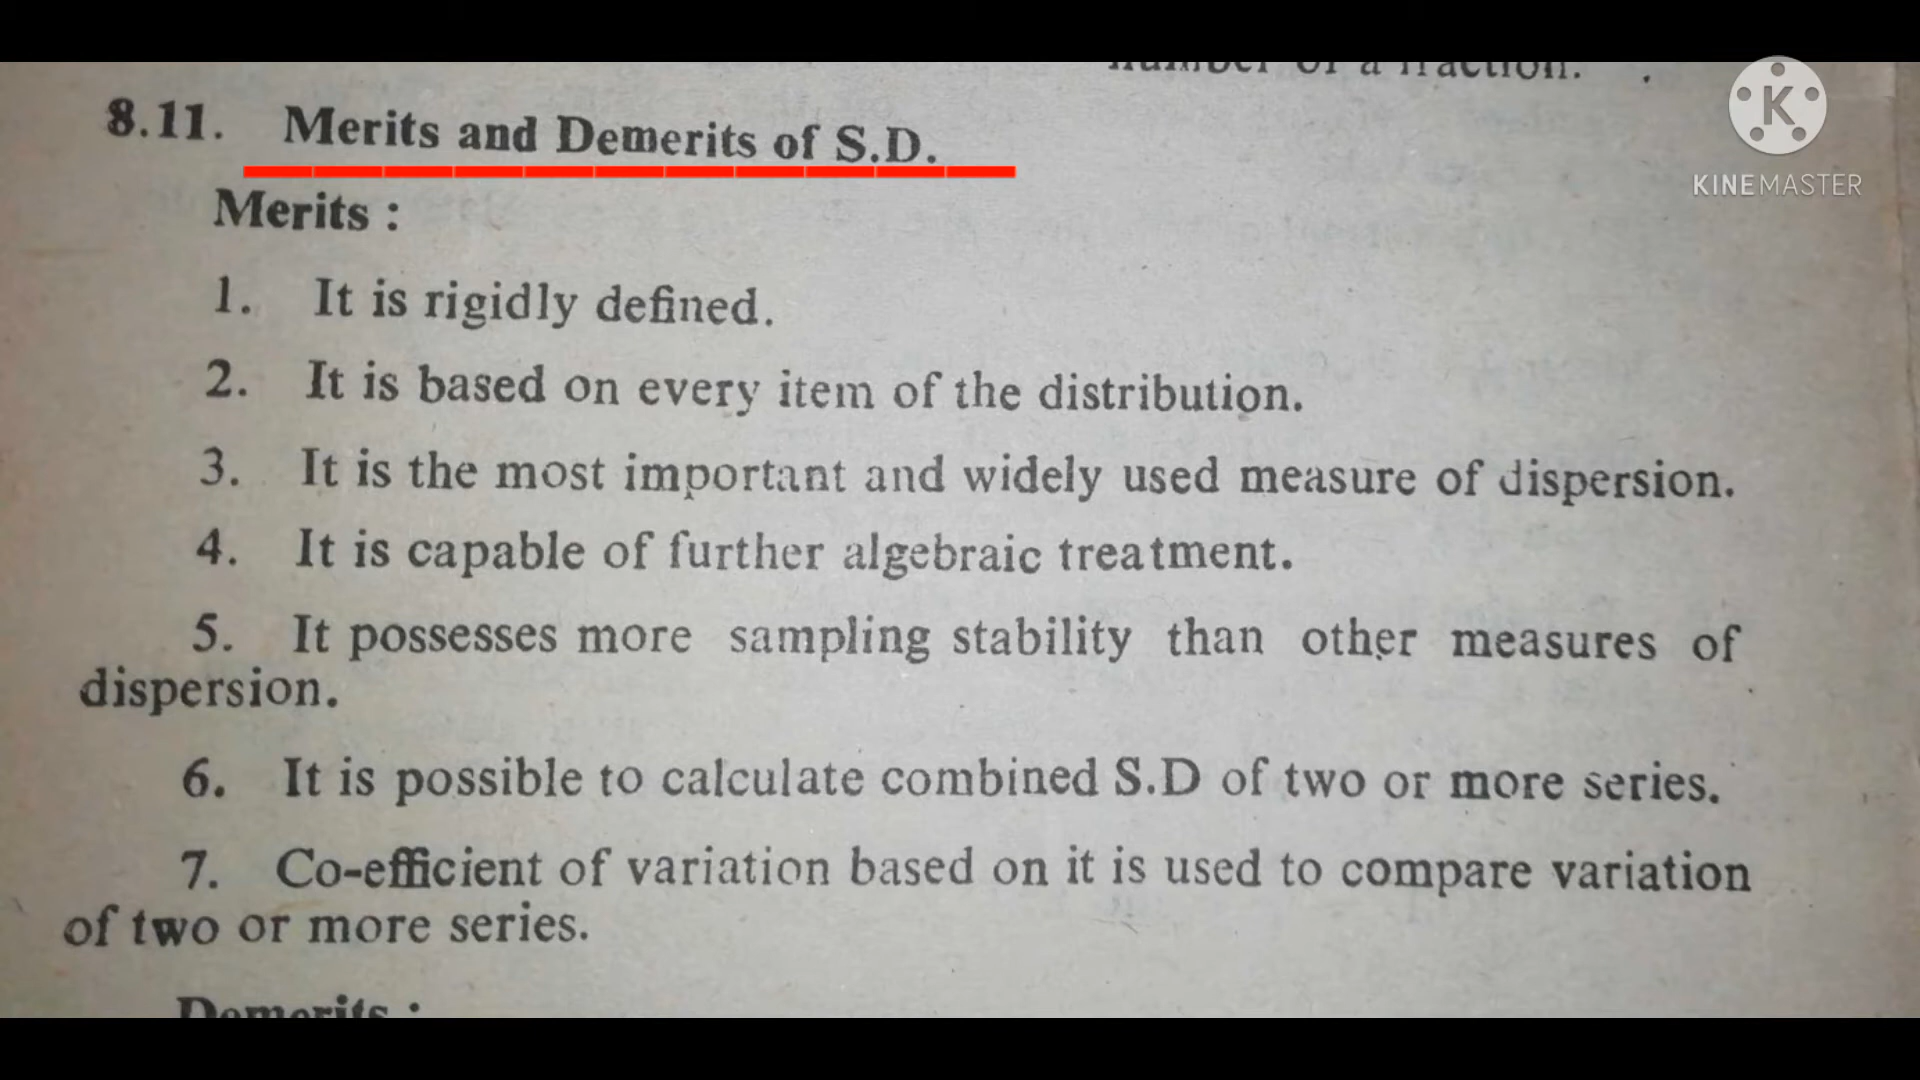 number of a fraction.
8.11. Merits and Demerits of S.D.
KINEMASTER
Merits :
1. It is rigidly defined.
2. It is based on every item of the distribution.
3. It is the most important and widely used measure of dispersion.
4. It is capable of further algebraic treatment.
5. It possesses more sampling stability than other measures of
dispersion.
6. It is possible to calculate combined S.D of two or more series.
7. Co-efficient of variation based on it is used to compare variation
of two or more series.
Demerits :